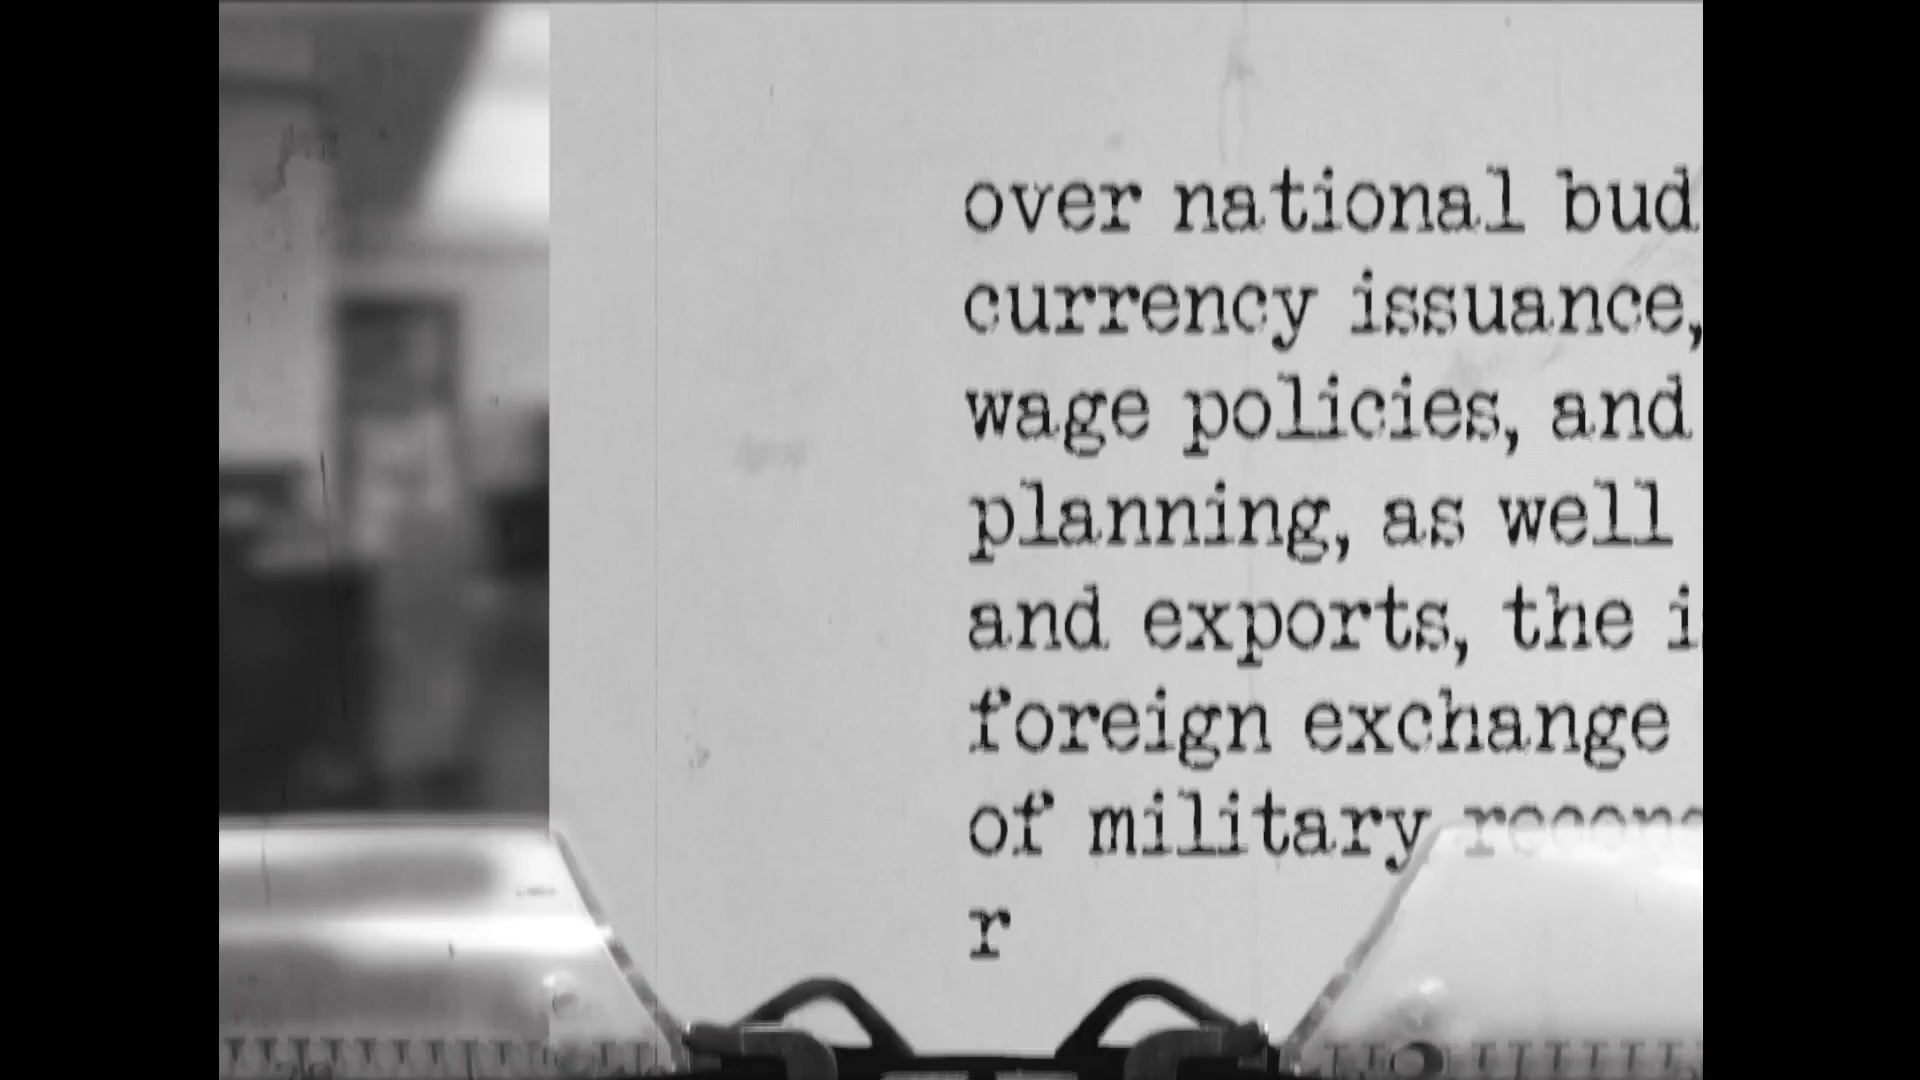 over national bud
currency issuance,
wage policies, and
planning, as well
and exports, the i
foreign exchange
of military
r